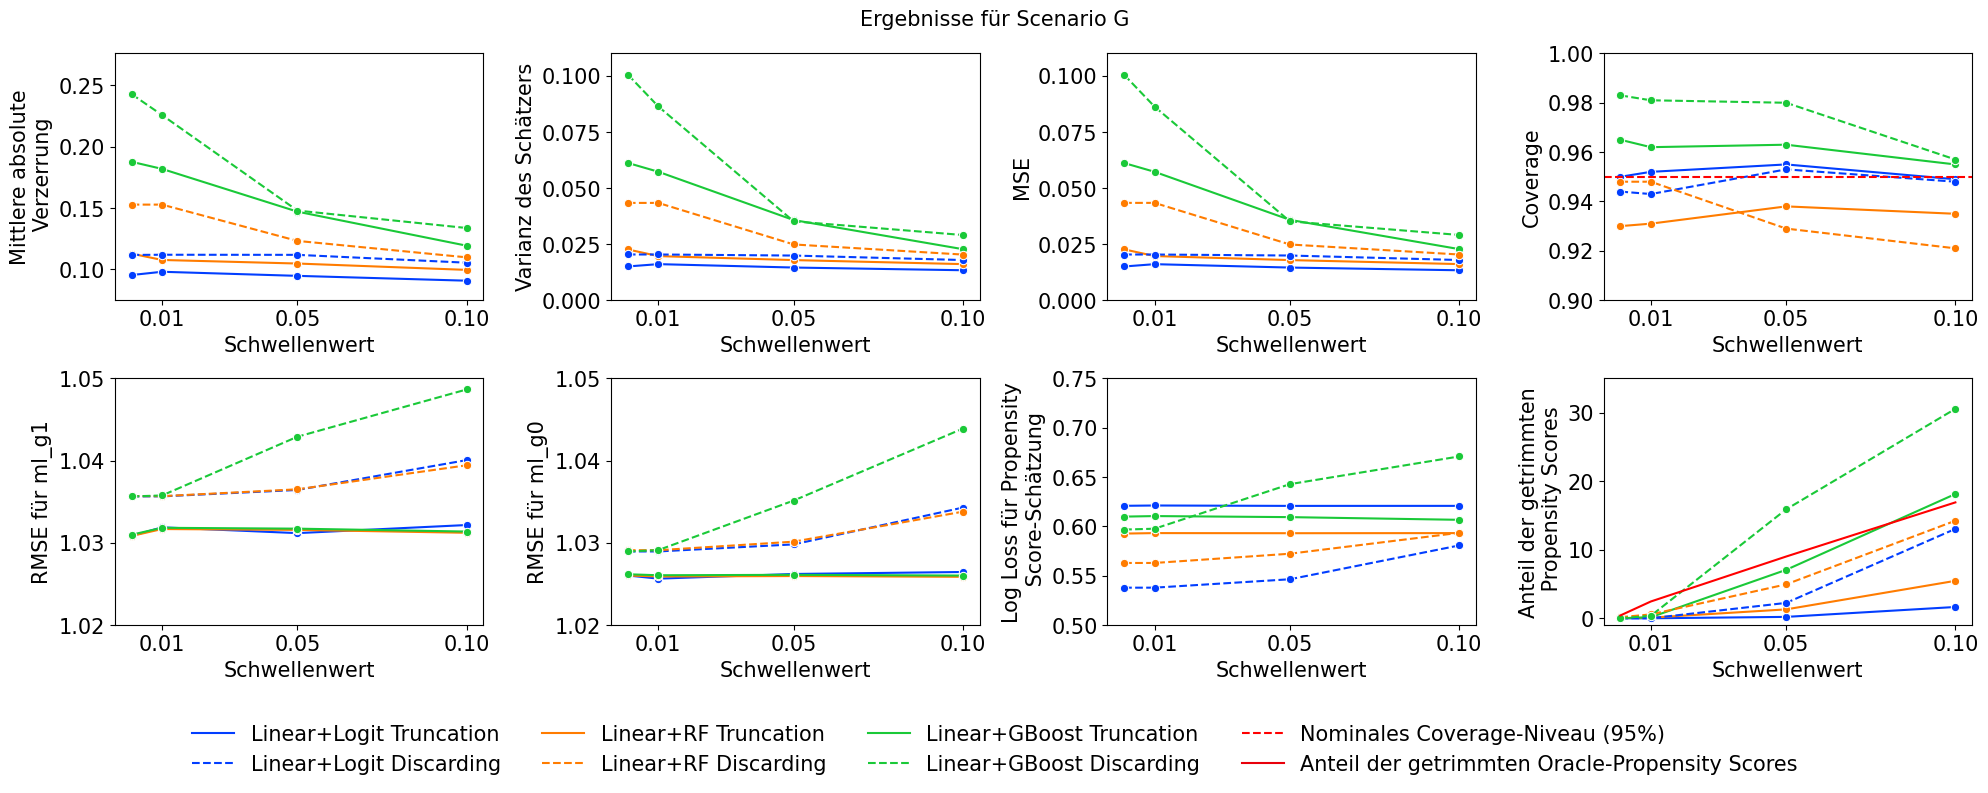 Ergebnisse für Scenario G
Mittlere absolute
Verzerrung
0.25
0.20
0.15
0.10
0.01
0.05
0.10
Schwellenwert
Varianz des Schätzers
0.100
0.075
0.050
0.025
0.000
0.01
0.05
0.10
Schwellenwert
MSE
0.100
0.075
0.050
0.025
0.000
0.01
0.05
0.10
Schwellenwert
Coverage
1.00
0.98
0.96
0.94
0.92
0.90
0.01
0.05
0.10
Schwellenwert
RMSE für ml_g1
1.05
1.04
1.03
1.02
0.01
0.05
0.10
Schwellenwert
RMSE für ml_g0
1.05
1.04
1.03
1.02
0.01
0.05
0.10
Schwellenwert
Log Loss für Propensity
Score-Schätzung
0.75
0.70
0.65
0.60
0.55
0.50
0.01
0.05
0.10
Schwellenwert
Anteil der getrimmten
Propensity Scores
30
20
10
0
0.01
0.05
0.10
Schwellenwert
Linear+Logit Truncation
Linear+Logit Discarding
Linear+RF Truncation
Linear+RF Discarding
Linear+GBoost Truncation
Linear+GBoost Discarding
Nominales Coverage-Niveau (95%)
Anteil der getrimmten Oracle-Propensity Scores